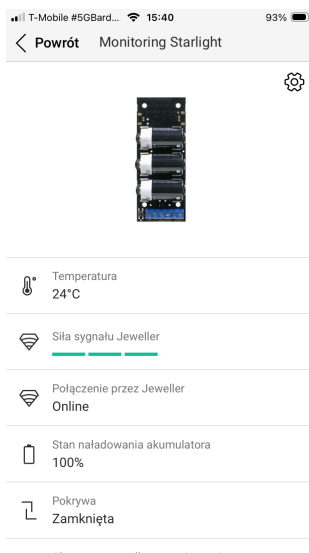 T-Mobile #5GBard... 15:40 93%
Powrót Monitoring Starlight
Temperatura
24°C
Siła sygnału Jeweller
Połączenie przez Jeweller
Online
Stan naładowania akumulatora
100%
Pokrywa
Zamknięta